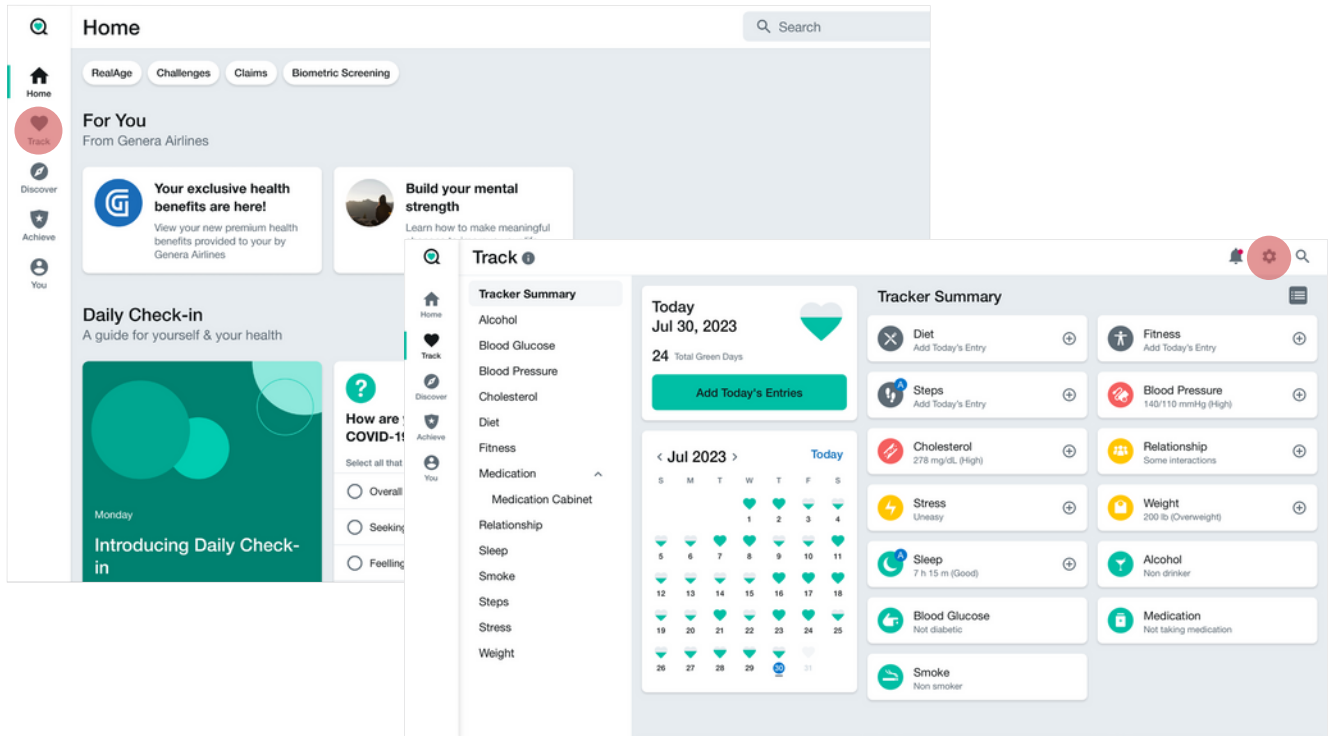 Home
Search
Home
Track
Discover
Achieve
You
RealAge
Challenges
Claims
Biometric Screening
For You
From Genera Airlines
Your exclusive health
benefits are here!
View your new premium health
benefits provided to your by
Genera Airlines
Build your mental
strength
Learn how to make meaningful
Daily Check-in
A guide for yourself & your health
Monday
Introducing Daily Check-
in
?
How are
COVID-19
Select all that
Overall
Seeking
Feelling
Track
Home
Track
Discover
Achieve
You
Tracker Summary
Alcohol
Blood Glucose
Blood Pressure
Cholesterol
Diet
Fitness
Medication
Medication Cabinet
Relationship
Sleep
Smoke
Steps
Stress
Weight
Today
Jul 30, 2023
24 Total Green Days
Add Today's Entries
< Jul 2023 >
Today
S M T W T F S
1 2 3 4
5 6 7 8 9 10 11
12 13 14 15 16 17 18
19 20 21 22 23 24 25
26 27 28 29 30 31
Tracker Summary
Diet
Add Today's Entry
Fitness
Add Today's Entry
A
Steps
Add Today's Entry
Blood Pressure
140/110 mmHg (High)
Cholesterol
278 mg/dL (High)
Relationship
Some interactions
Stress
Uneasy
Weight
200 lb (Overweight)
A
Sleep
7 h 15 m (Good)
Alcohol
Non drinker
Blood Glucose
Not diabetic
Medication
Not taking medication
Smoke
Non smoker